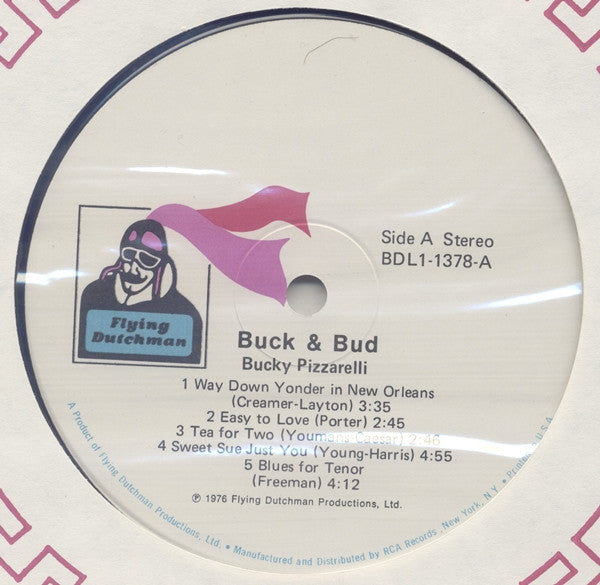 Side A Stereo
BDL1-1378-A
Flying
Dutchman
Buck & Bud
Bucky Pizzarelli
1 Way Down Yonder in New Orleans
(Creamer-Layton) 3:35
2 Easy to Love (Porter) 2:45
3 Tea for Two (Youmans Caesar) 2:46
4 Sweet Sue Just You (Young-Harris) 4:55
5 Blues for Tenor
(Freeman) 4:12
℗ 1976 Flying Dutchman Productions, Ltd.
A Product of Flying Dutchman Productions, Ltd. • Manufactured and Distributed by RCA Records, New York, N.Y. • Printed in U.S.A.